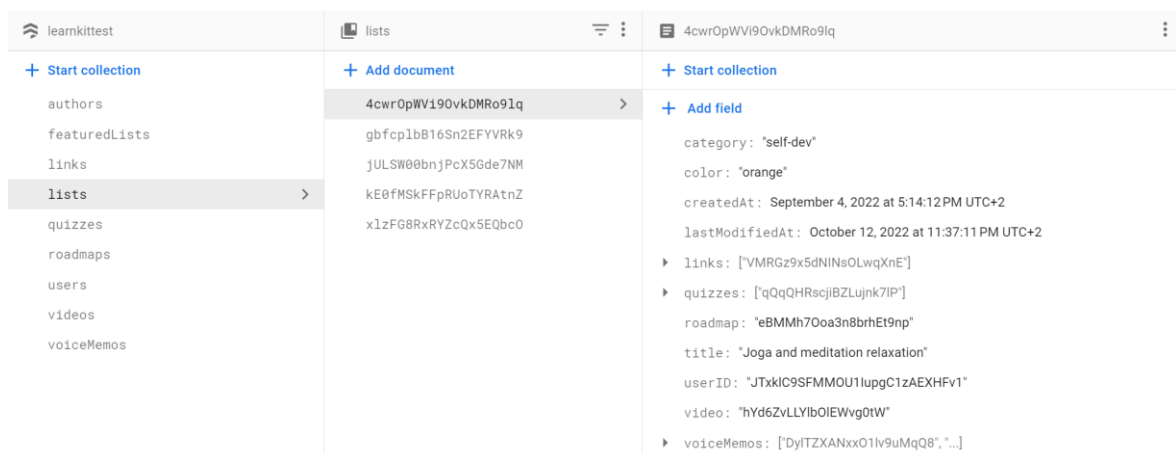 learnkittest
Start collection
authors
featuredLists
links
lists
quizzes
roadmaps
users
videos
voiceMemos
lists
Add document
4cwrOpWVi9OvkDMRo9lq
gbfcplbB16Sn2EFYVRk9
jULSW00bnjPcX5Gde7NM
kE0fMSkFFpRUoTYRAtnZ
xlzFG8RxRYZcQx5EQbcO
4cwrOpWVi9OvkDMRo9lq
Start collection
Add field
category: "self-dev"
color: "orange"
createdAt: September 4, 2022 at 5:14:12 PM UTC+2
lastModifiedAt: October 12, 2022 at 11:37:11 PM UTC+2
links: ["VMRGz9x5dNINsOLwqXnE"]
quizzes: ["qQqQHRscjiBZLujnk7lP"]
roadmap: "eBMMh7Ooa3n8brhEt9np"
title: "Joga and meditation relaxation"
userID: "JTxklC9SFMMOU1IupgC1zAEXHFv1"
video: "hYd6ZvLLYlbOlEWvg0tW"
voiceMemos: ["DylTZXANxxO1lv9uMqQ8", "...]